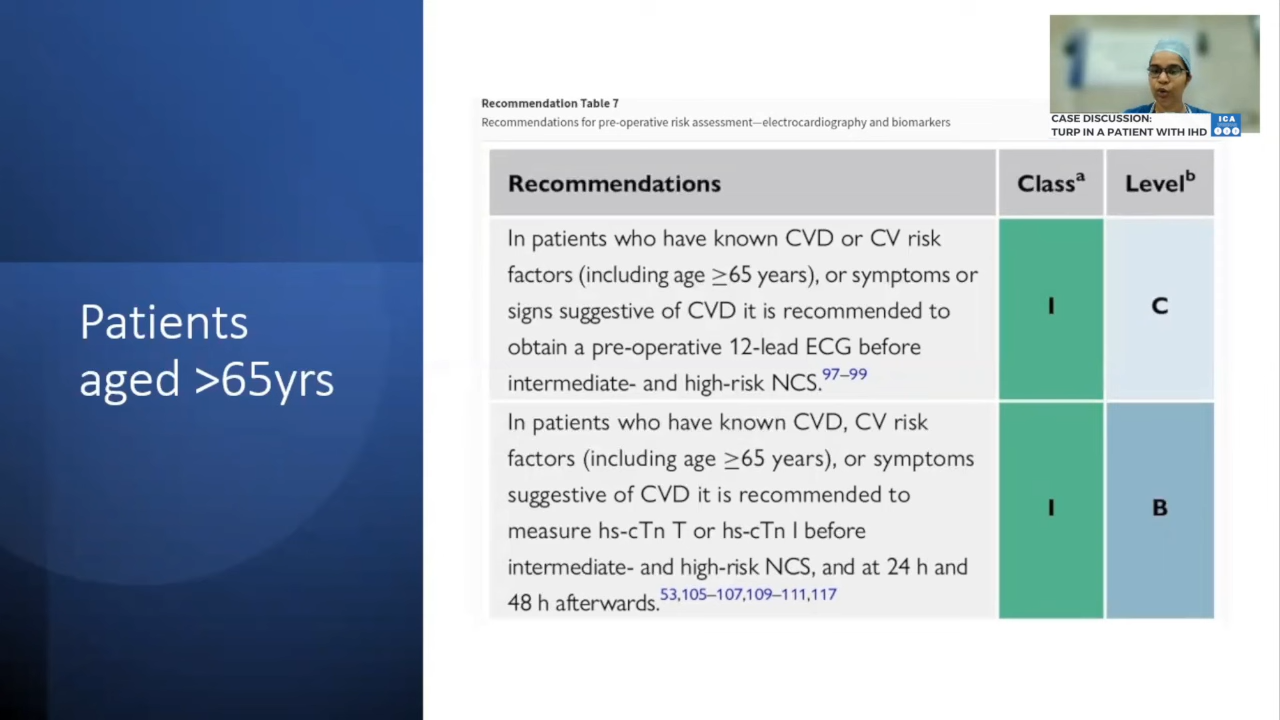 Patients
aged >65yrs
Recommendation Table 7
Recommendations for pre-operative risk assessment—electrocardiography and biomarkers
Recommendations
Classᵃ
Levelᵇ
In patients who have known CVD or CV risk
factors (including age ≥65 years), or symptoms or
signs suggestive of CVD it is recommended to
obtain a pre-operative 12-lead ECG before
intermediate- and high-risk NCS.97–99
I
C
In patients who have known CVD, CV risk
factors (including age ≥65 years), or symptoms
suggestive of CVD it is recommended to
measure hs-cTn T or hs-cTn I before
intermediate- and high-risk NCS, and at 24 h and
48 h afterwards.53,105–107,109–111,117
I
B
CASE DISCUSSION:
TURP IN A PATIENT WITH IHD
ICA